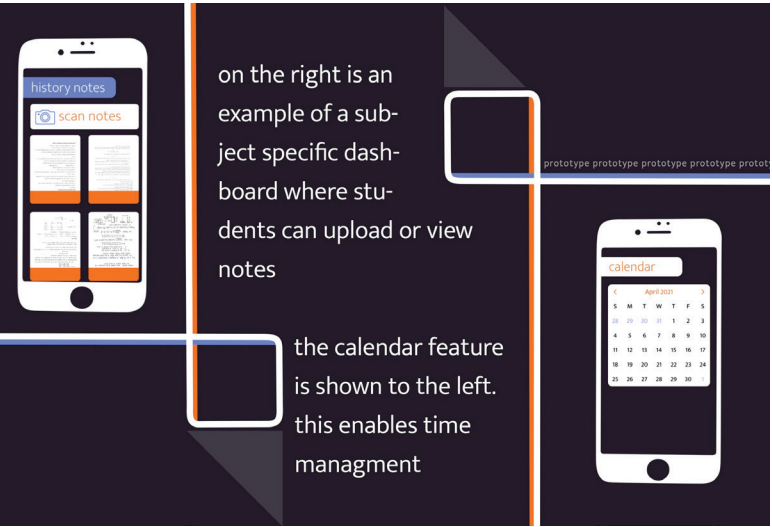 history notes
scan notes
on the right is an
example of a sub-
ject specific dash-
board where stu-
dents can upload or view
notes
the calendar feature
is shown to the left.
this enables time
managment
prototype prototype prototype prototype
calendar
< April 2021 >
S M T W T F S
28 29 30 31 1 2 3
4 5 6 7 8 9 10
11 12 13 14 15 16 17
18 19 20 21 22 23 24
25 26 27 28 29 30 1